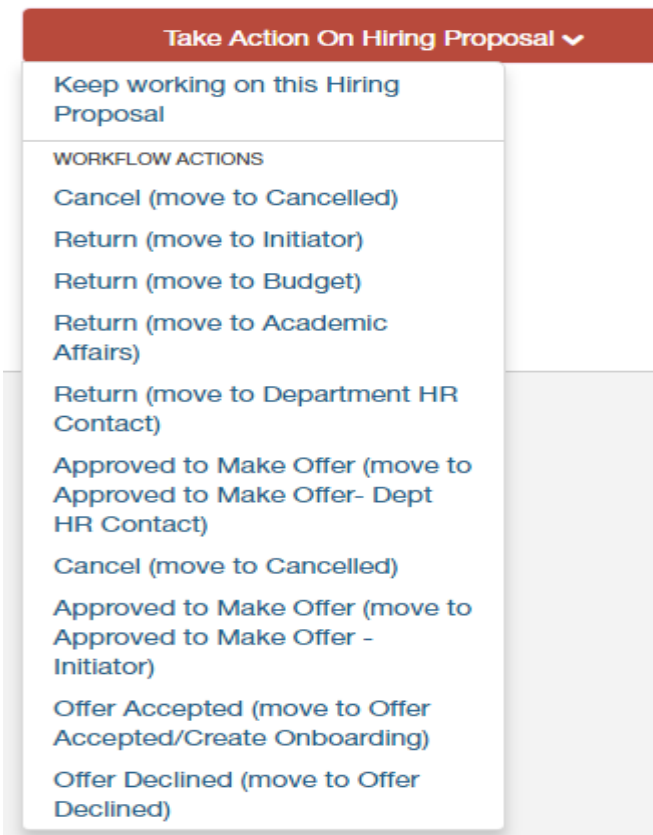 Take Action On Hiring Proposal
Keep working on this Hiring
Proposal
WORKFLOW ACTIONS
Cancel (move to Cancelled)
Return (move to Initiator)
Return (move to Budget)
Return (move to Academic
Affairs)
Return (move to Department HR
Contact)
Approved to Make Offer (move to
Approved to Make Offer- Dept
HR Contact)
Cancel (move to Cancelled)
Approved to Make Offer (move to
Approved to Make Offer -
Initiator)
Offer Accepted (move to Offer
Accepted/Create Onboarding)
Offer Declined (move to Offer
Declined)